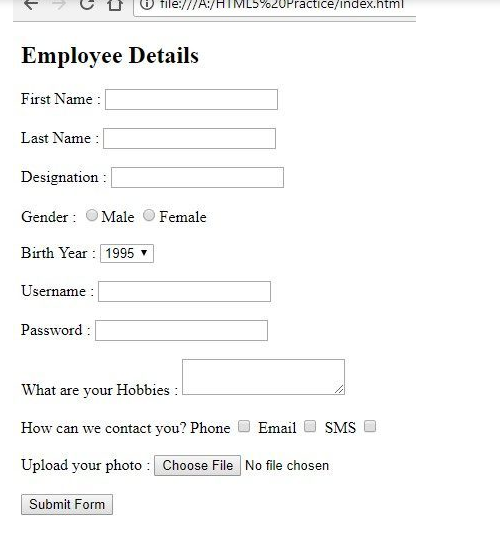 file:///A:/HTML5%20Practice/index.html
Employee Details
First Name :
Last Name :
Designation :
Gender : Male Female
Birth Year : 1995
Username :
Password :
What are your Hobbies :
How can we contact you? Phone Email SMS
Upload your photo : Choose File No file chosen
Submit Form